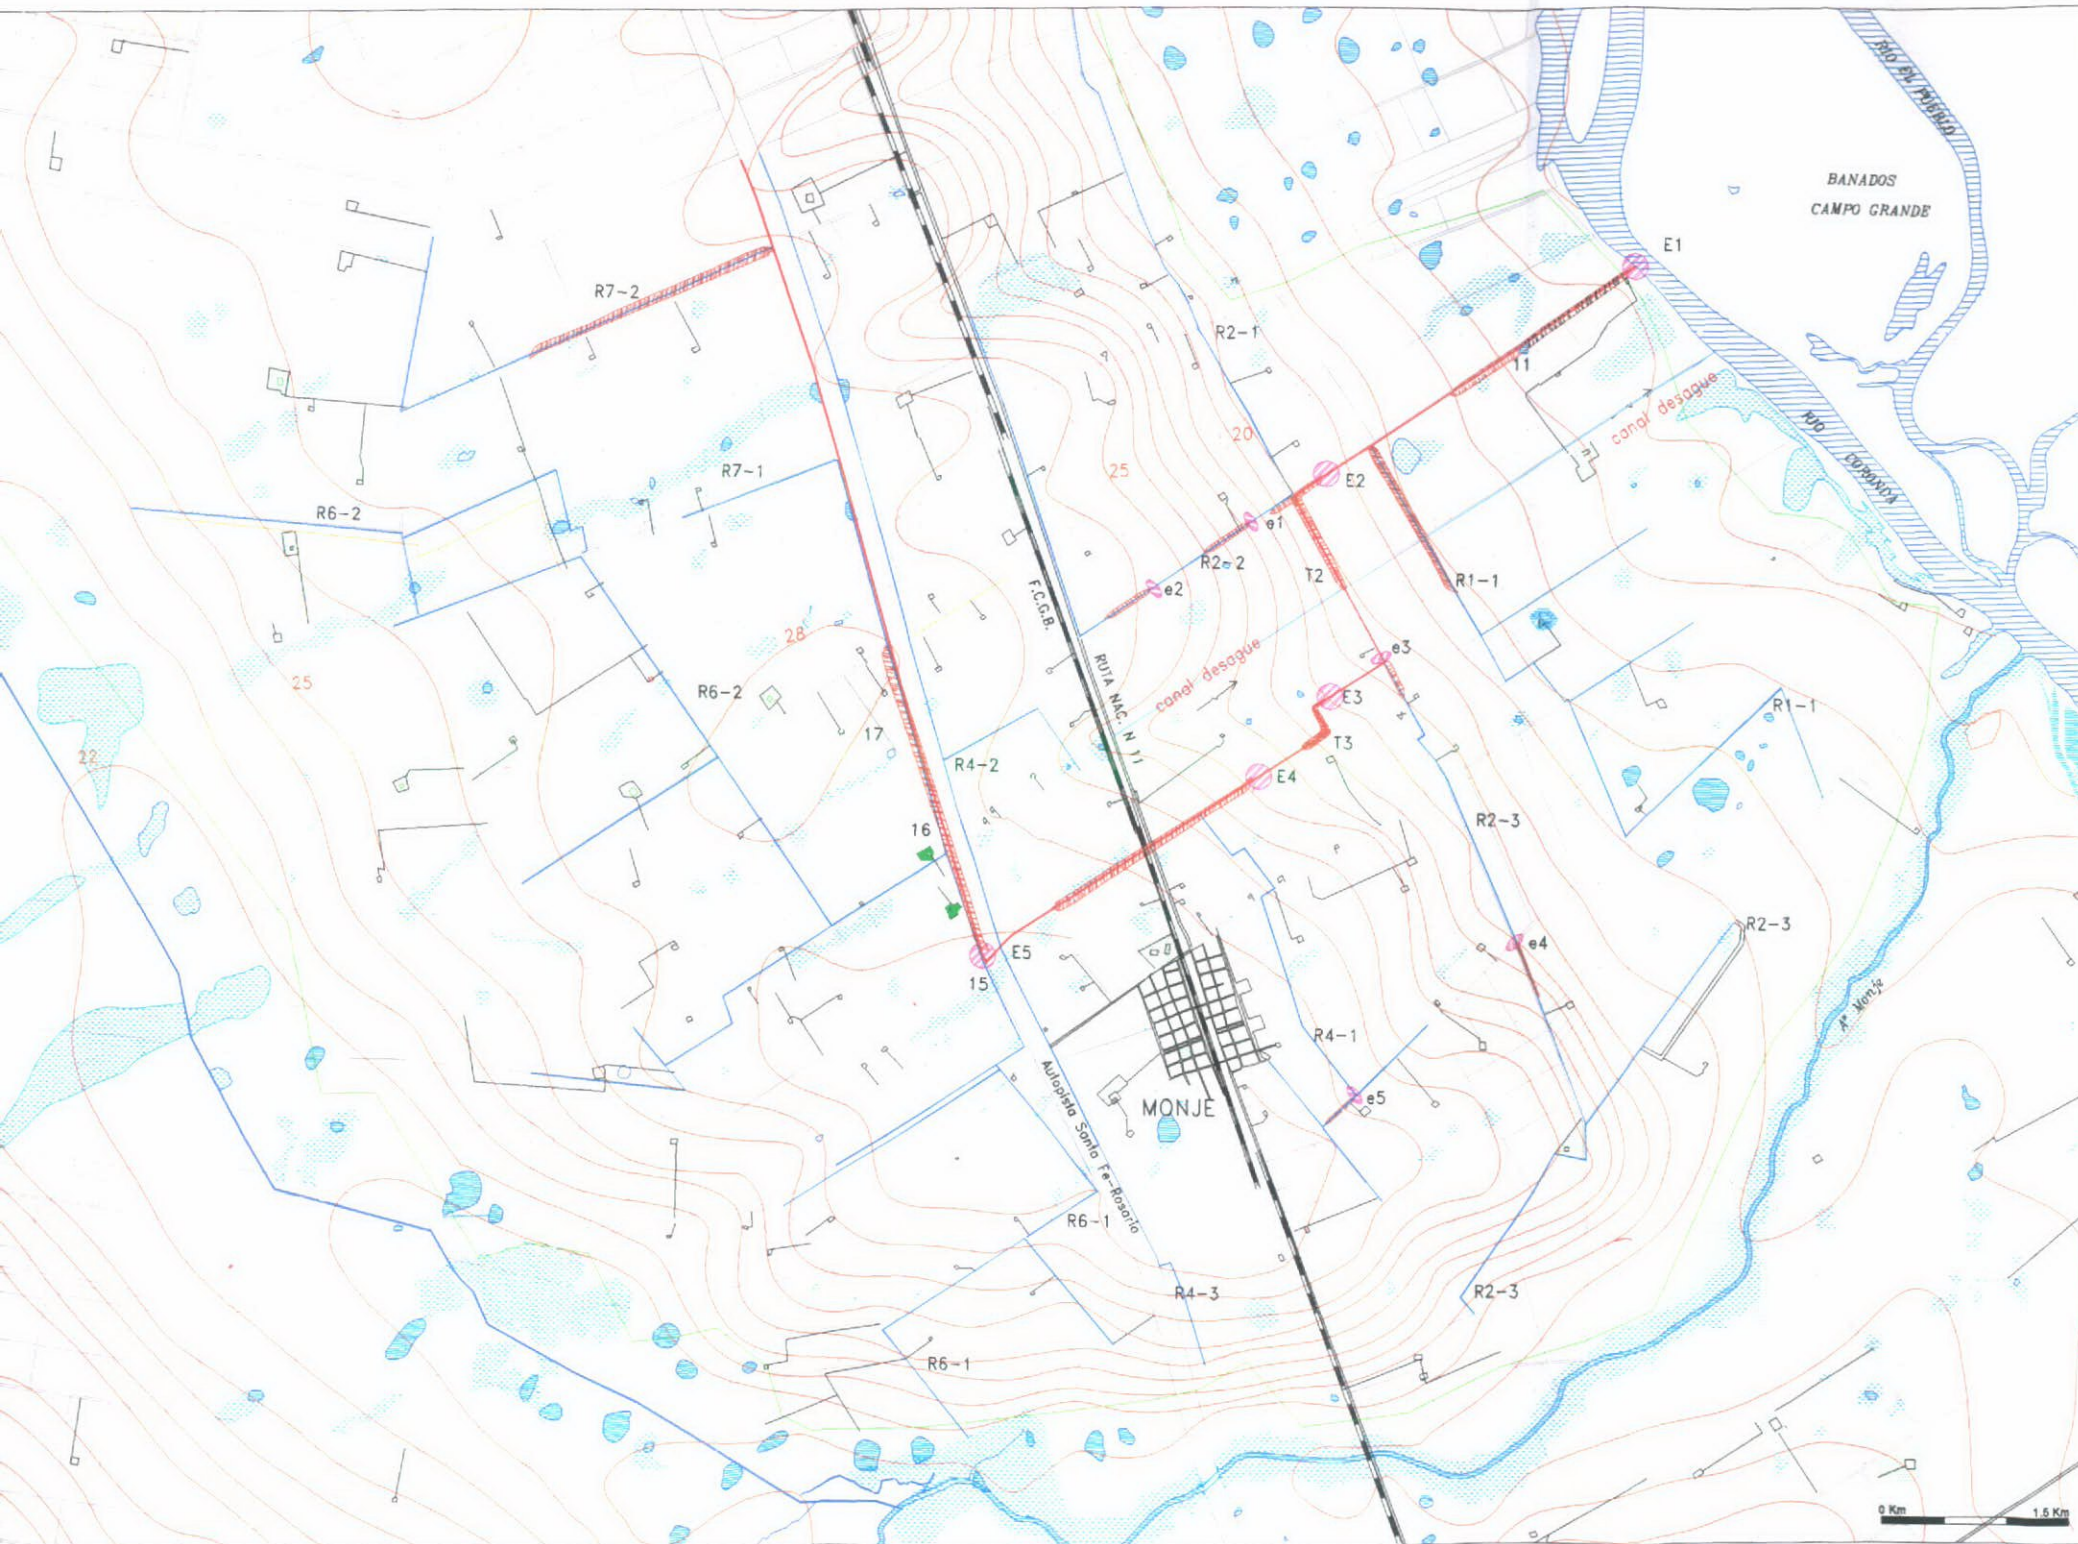 RIO EL PUBLO
BANADOS
CAMPO GRANDE
E1
R7-2
R2-1
11
canal desague
20
RIO
CORONDA
25
R7-1
E2
R6-2
e1
R2-2
T2
R1-1
e2
F.C.G.B.
28
e3
RUTA NAC. N 11
canal desague
25
R6-2
E3
R1-1
17
T3
22
R4-2
E4
16
R2-3
R2-3
e4
E5
15
Aº Monje
R4-1
Autopista Santa Fe-Rosario
e5
MONJE
R6-1
R4-3
R2-3
R6-1
0 Km
1.5 Km